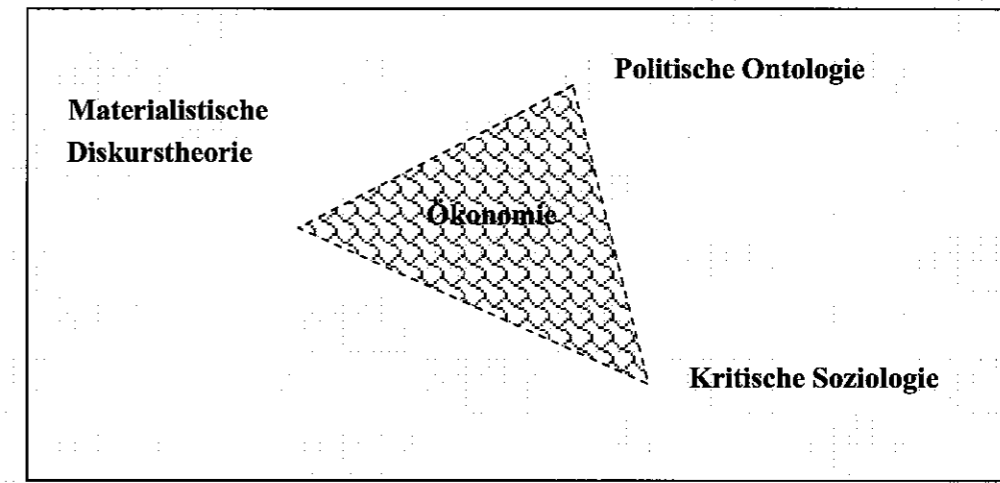 Politische Ontologie
Materialistische
Diskurstheorie
Ökonomie
Kritische Soziologie